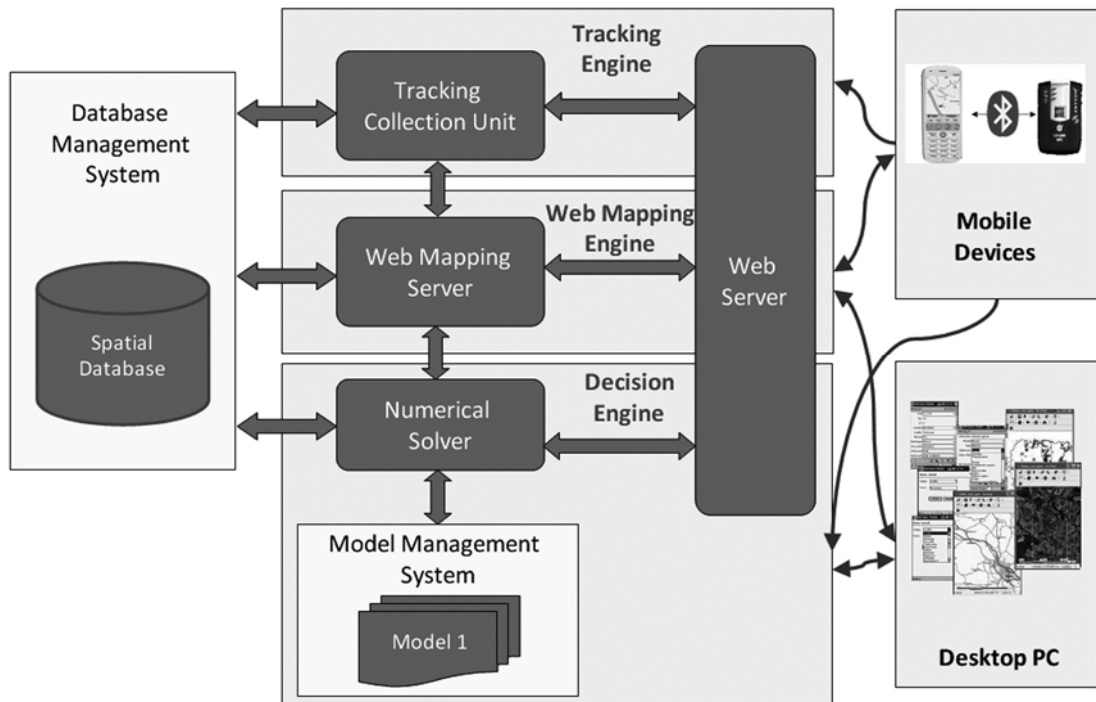 Database
Management
System
Spatial
Database
Tracking
Engine
Tracking
Collection Unit
Web Mapping
Engine
Web Mapping
Server
Decision
Engine
Numerical
Solver
Model Management
System
Model 1
Web
Server
Mobile
Devices
Desktop PC